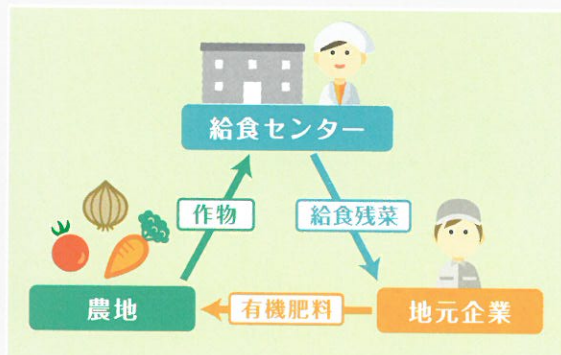 給食センター
作物
給食残菜
農地
有機肥料
地元企業